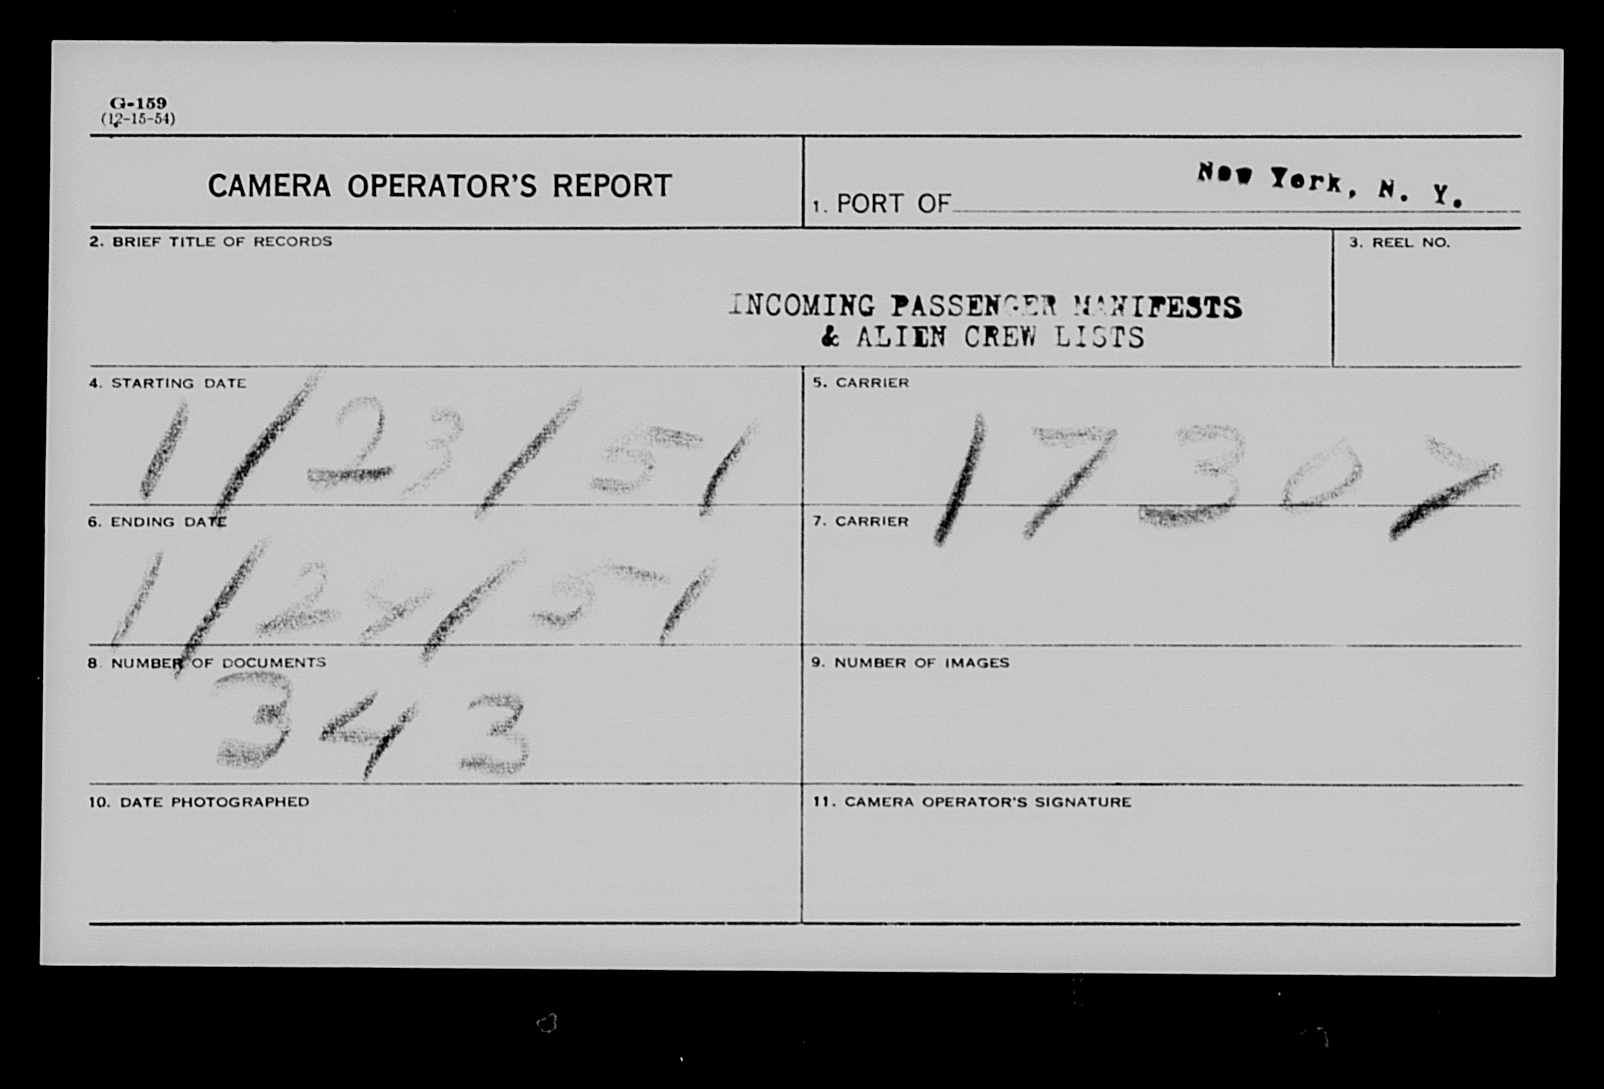 G-159
(12-15-54)
CAMERA OPERATOR'S REPORT
1. PORT OF New York, N. Y.
2. BRIEF TITLE OF RECORDS
3. REEL NO.
INCOMING PASSENGER MANIFESTS
& ALIEN CREW LISTS
4. STARTING DATE
1/23/51
5. CARRIER
17307
6. ENDING DATE
1/24/51
7. CARRIER
8. NUMBER OF DOCUMENTS
343
9. NUMBER OF IMAGES
10. DATE PHOTOGRAPHED
11. CAMERA OPERATOR'S SIGNATURE